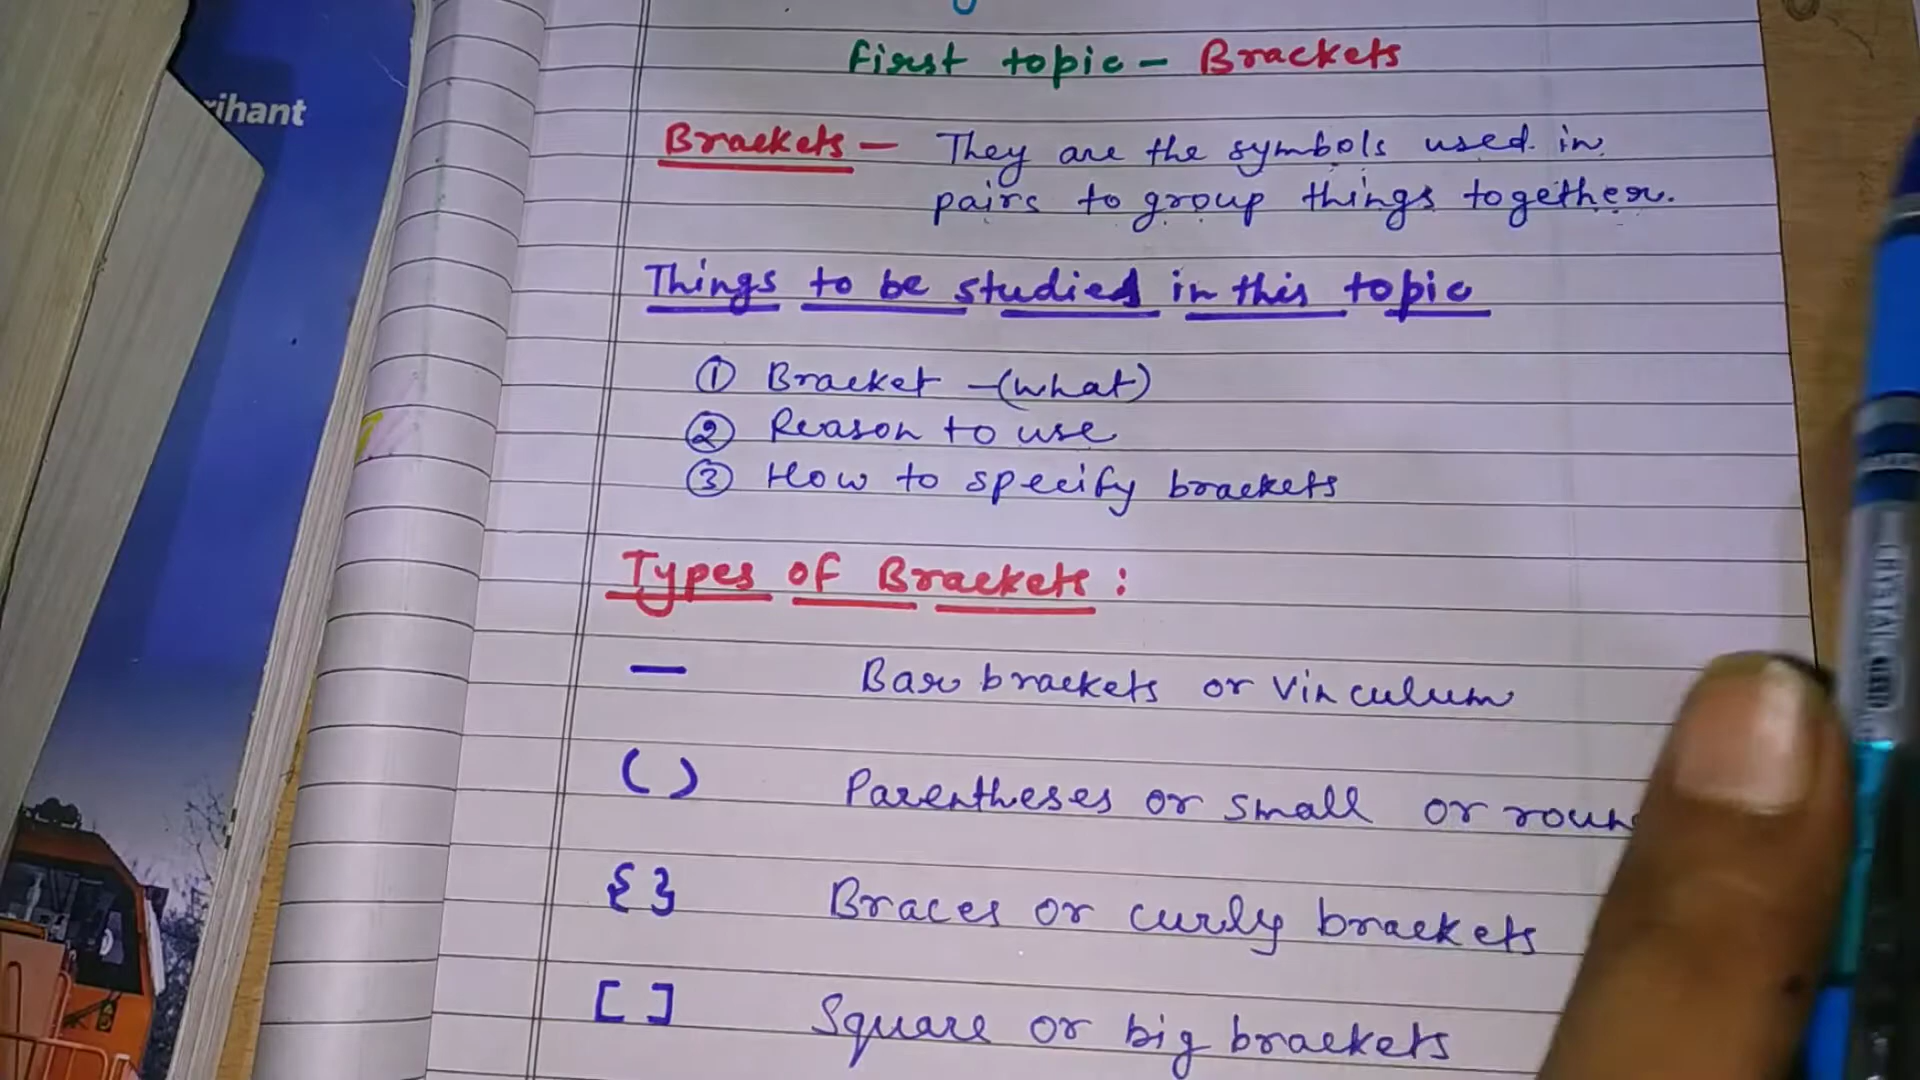 First topic - Brackets
Brackets - They are the symbols used in
pairs to group things together.
Things to be studied in this topic
① Bracket - (what)
② Reason to use
③ How to specify brackets
Types of Brackets:
— Bar brackets or Vinculum
( ) Parentheses or small or
{ } Braces or curly brackets
[ ] Square or big brackets
rihant